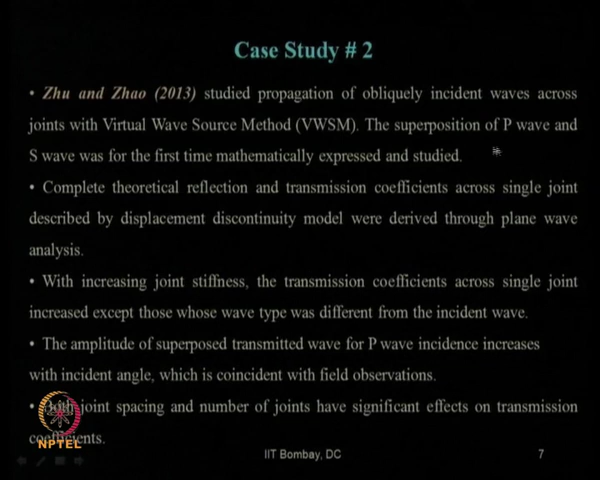 Case Study # 2
• Zhu and Zhao (2013) studied propagation of obliquely incident waves across
joints with Virtual Wave Source Method (VWSM). The superposition of P wave and
S wave was for the first time mathematically expressed and studied.
• Complete theoretical reflection and transmission coefficients across single joint
described by displacement discontinuity model were derived through plane wave
analysis.
• With increasing joint stiffness, the transmission coefficients across single joint
increased except those whose wave type was different from the incident wave.
• The amplitude of superposed transmitted wave for P wave incidence increases
with incident angle, which is coincident with field observations.
• Both joint spacing and number of joints have significant effects on transmission
coefficients.
NPTEL
IIT Bombay, DC
7